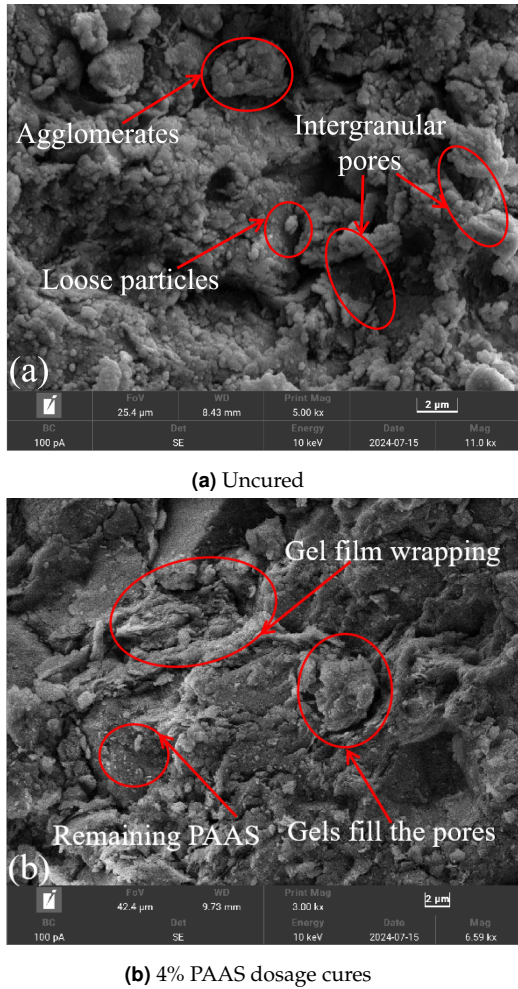 Agglomerates
Intergranular
pores
Loose particles
(a)
FoV WD Print Mag
25.4 μm 8.43 mm 5.00 kx 2 μm
BC Det Energy Date Mag
100 pA SE 10 keV 2024-07-15 11.0 kx
(a) Uncured
Gel film wrapping
Remaining PAAS
Gels fill the pores
(b)
FoV WD Print Mag
42.4 μm 9.73 mm 3.00 kx 2 μm
BC Det Energy Date Mag
100 pA SE 10 keV 2024-07-15 6.59 kx
(b) 4% PAAS dosage cures